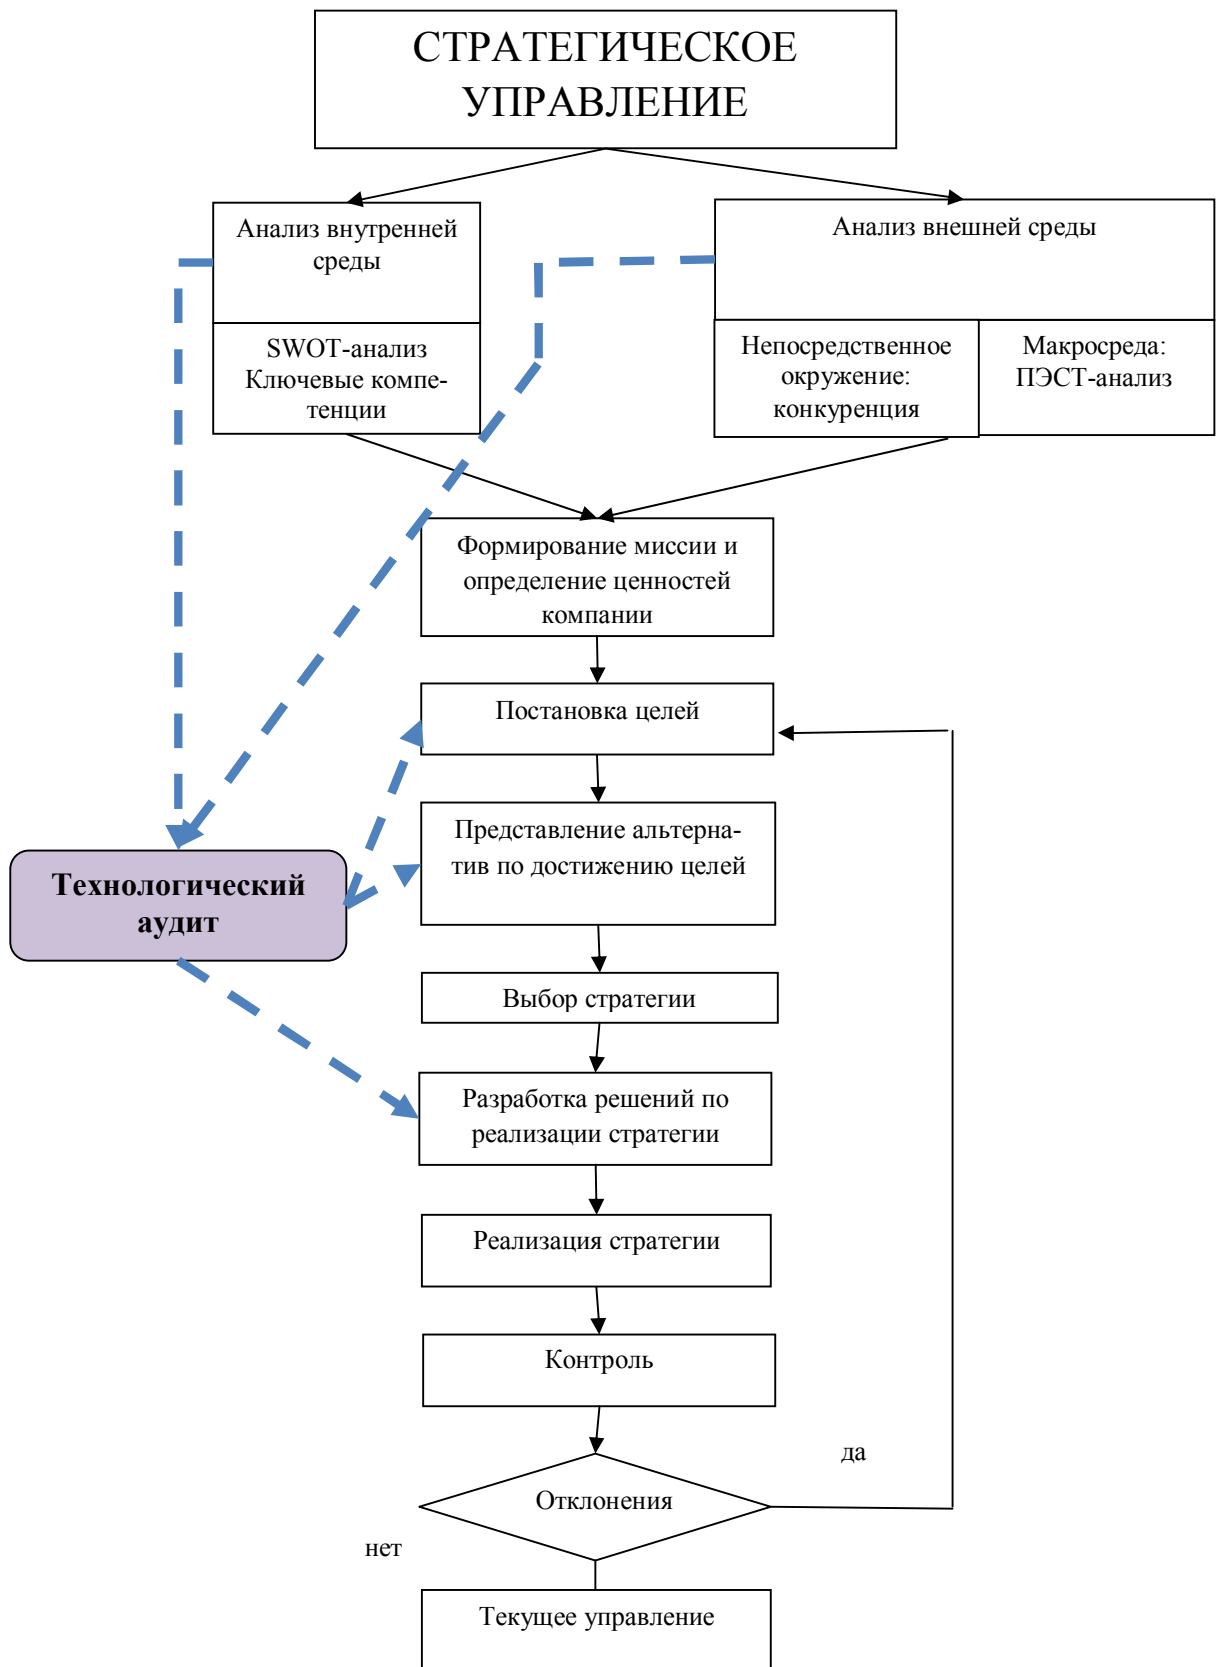 СТРАТЕГИЧЕСКОЕ
УПРАВЛЕНИЕ
Анализ внутренней
среды
Анализ внешней среды
SWOT-анализ
Ключевые компе-
тенции
Непосредственное
окружение:
конкуренция
Макросреда:
ПЭСТ-анализ
Формирование миссии и
определение ценностей
компании
Постановка целей
Представление альтерна-
тив по достижению целей
Технологический
аудит
Выбор стратегии
Разработка решений по
реализации стратегии
Реализация стратегии
Контроль
да
Отклонения
нет
Текущее управление